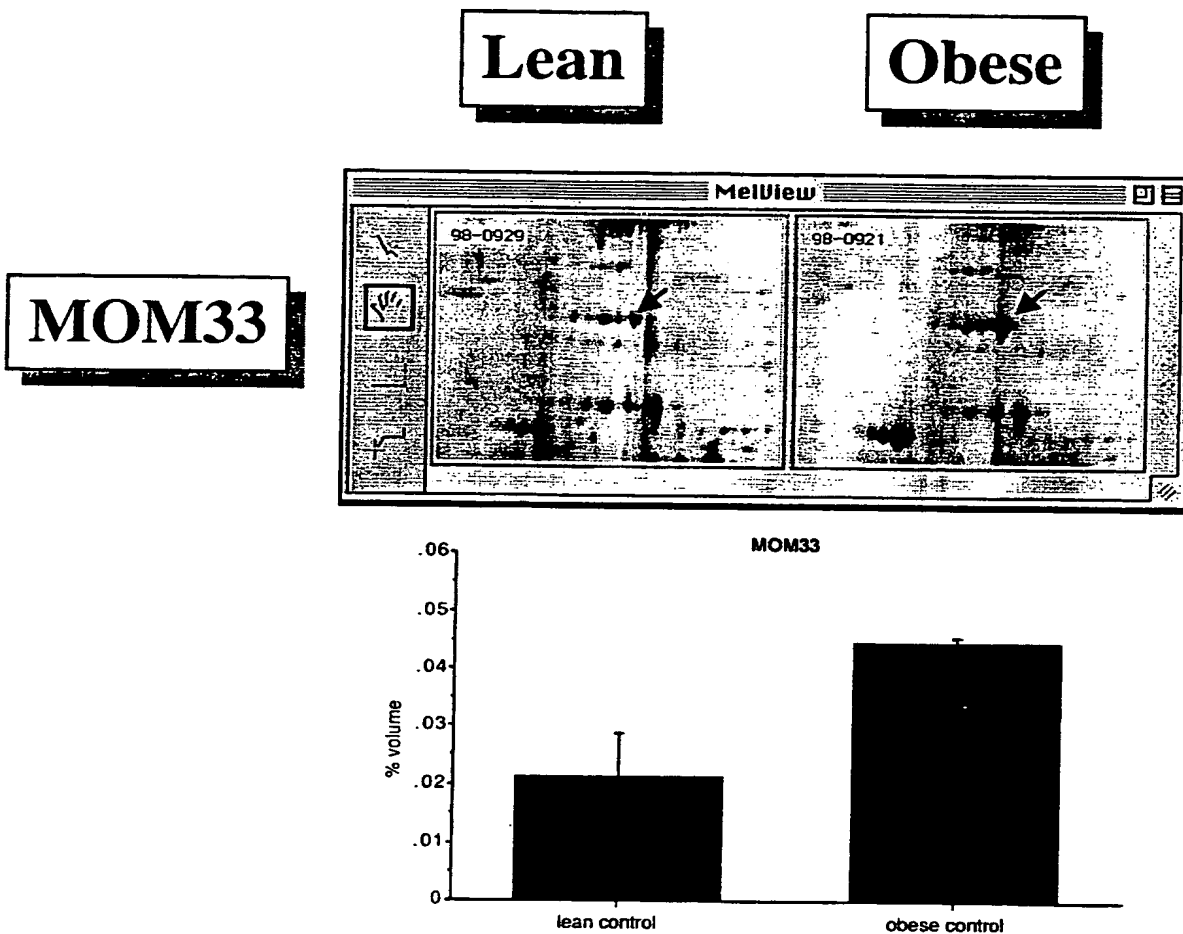 Lean
Obese
MelView
98-0929
98-0921
MOM33
MOM33
.06
.05
.04
.03
.02
.01
0
% volume
lean control
obese control